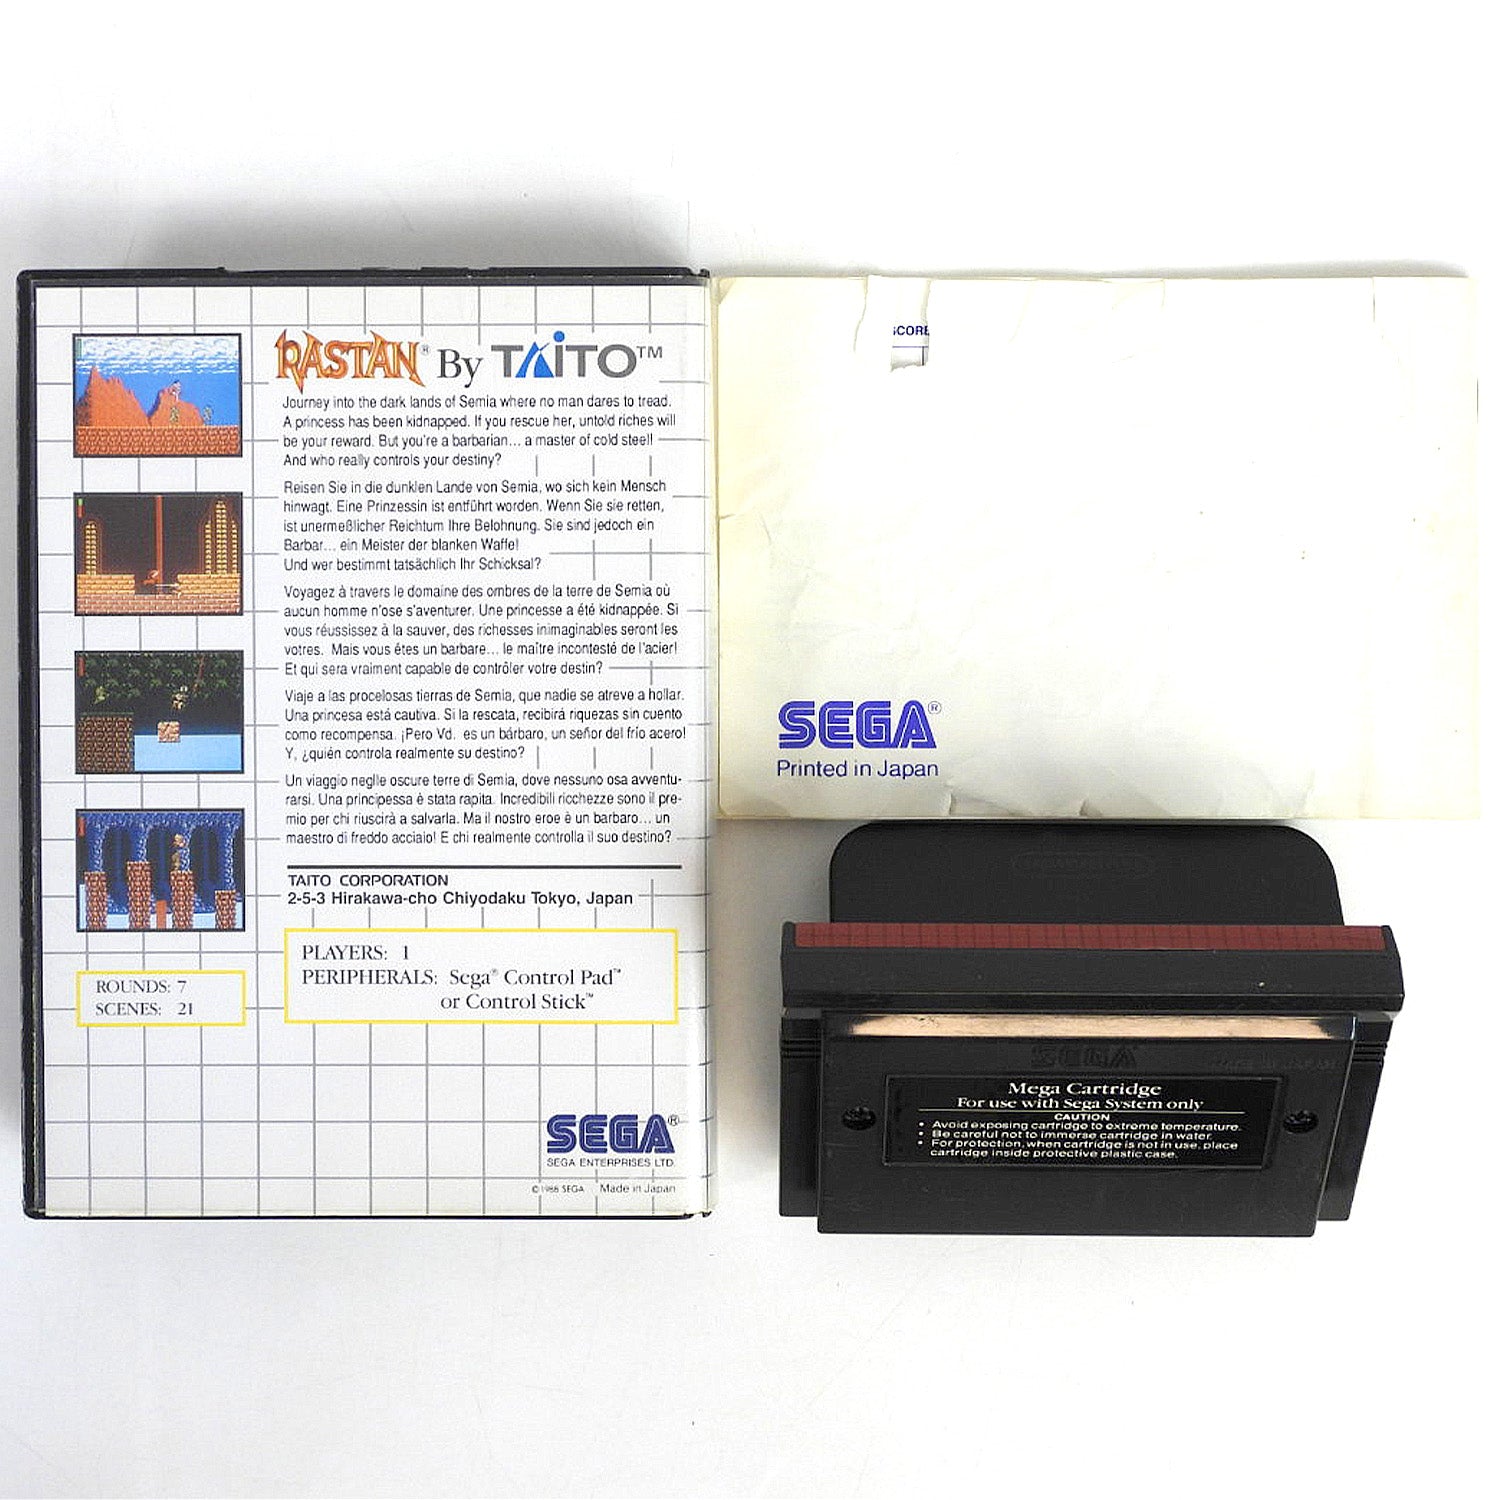 RASTAN® By TAITO™
Journey into the dark lands of Semia where no man dares to tread.
A princess has been kidnapped. If you rescue her, untold riches will
be your reward. But you're a barbarian... a master of cold steel!
And who really controls your destiny?
Reisen Sie in die dunklen Lande von Semia, wo sich kein Mensch
hinwagt. Eine Prinzessin ist entführt worden. Wenn Sie sie retten,
ist unermeßlicher Reichtum Ihre Belohnung. Sie sind jedoch ein
Barbar... ein Meister der blanken Waffe!
Und wer bestimmt tatsächlich Ihr Schicksal?
Voyagez à travers le domaine des ombres de la terre de Semia où
aucun homme n'ose s'aventurer. Une princesse a été kidnappée. Si
vous réussissez à la sauver, des richesses inimaginables seront les
votres. Mais vous êtes un barbare... le maître incontesté de l'acier!
Et qui sera vraiment capable de contrôler votre destin?
Viaje a las procelosas tierras de Semia, que nadie se atreve a hollar.
Una princesa está cautiva. Si la rescata, recibirá riquezas sin cuento
como recompensa. ¡Pero Vd. es un bárbaro, un señor del frío acero!
Y, ¿quién controla realmente su destino?
Un viaggio neglle oscure terre di Semia, dove nessuno osa avventu-
rarsi. Una principessa è stata rapita. Incredibili ricchezze sono il pre-
mio per chi riuscirà a salvarla. Ma il nostro eroe è un barbaro... un
maestro di freddo acciaio! E chi realmente controlla il suo destino?
TAITO CORPORATION
2-5-3 Hirakawa-cho Chiyodaku Tokyo, Japan
PLAYERS: 1
PERIPHERALS: Sega® Control Pad™
or Control Stick™
ROUNDS: 7
SCENES: 21
SEGA®
SEGA ENTERPRISES LTD.
©1988 SEGA Made in Japan
SCORE
SEGA®
Printed in Japan
SEGA
MADE IN JAPAN
Mega Cartridge
For use with Sega System only
CAUTION
• Avoid exposing cartridge to extreme temperature.
• Be careful not to immerse cartridge in water.
• For protection, when cartridge is not in use, place
cartridge inside protective plastic case.